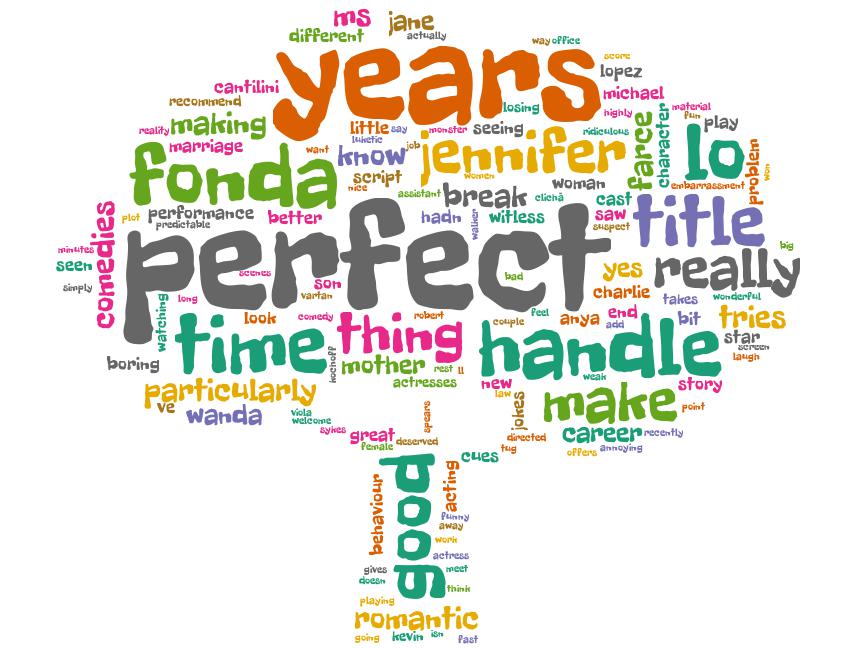 ms
jane
different
actually
years
way
office
score
lopez
cantilini
recommend
michael
losing
highly
material
fun
play
reality
making
little
say
monster
seeing
ridiculous
farce
character
lo
problem
won
marriage
want
luketic
job
know
jennifer
fonda
script
women
woman
embarrassment
nice
assistant
break
clichã
cast
comedies
plot
performance
predictable
better
hadn
walker
witless
saw
suspect
title
perfect
big
minutes
seen
simply
scenes
son
vartan
bad
yes
really
charlie
takes
wonderful
watching
long
look
comedy
robert
couple
feel
anya
end
add
bit
tries
time
thing
handle
star
screen
laugh
boring
kochoff
mother
rest
ll
actresses
new
weak
law
story
particularly
ve
wanda
viola
welcome
spears
jokes
make
point
sykes
great
female
deserved
directed
tug
career
recently
offers
annoying
cues
good
behaviour
acting
funny
away
work
actress
gives
doesn
meet
think
playing
romantic
going
kevin
isn
fast